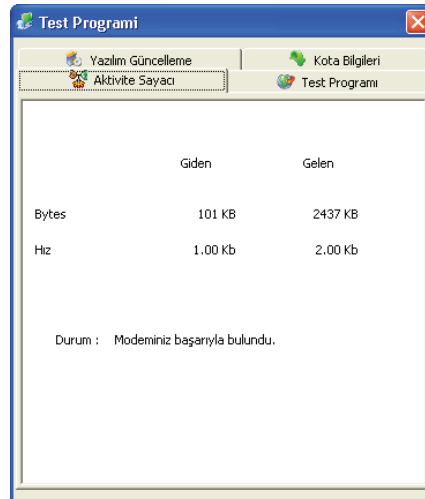 Test Programi
Yazılım Güncelleme Kota Bilgileri
Aktivite Sayacı Test Programı
Giden Gelen
Bytes 101 KB 2437 KB
Hız 1.00 Kb 2.00 Kb
Durum : Modeminiz başarıyla bulundu.